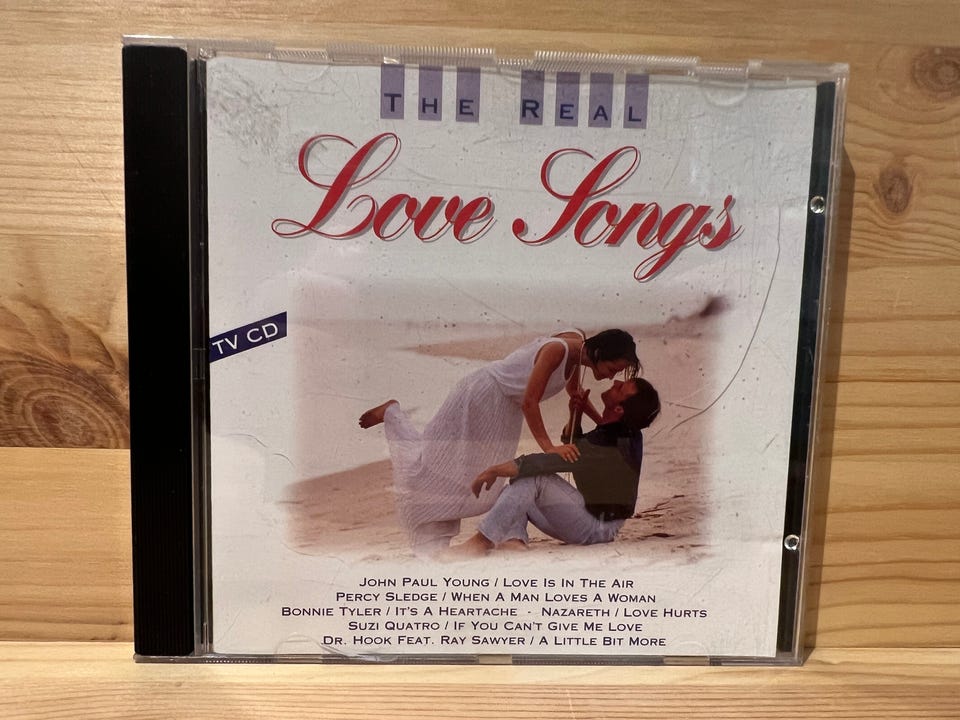 THE REAL
Love Songs
TV CD
JOHN PAUL YOUNG / LOVE IS IN THE AIR
PERCY SLEDGE / WHEN A MAN LOVES A WOMAN
BONNIE TYLER / IT'S A HEARTACHE - NAZARETH / LOVE HURTS
SUZI QUATRO / IF YOU CAN'T GIVE ME LOVE
DR. HOOK FEAT. RAY SAWYER / A LITTLE BIT MORE